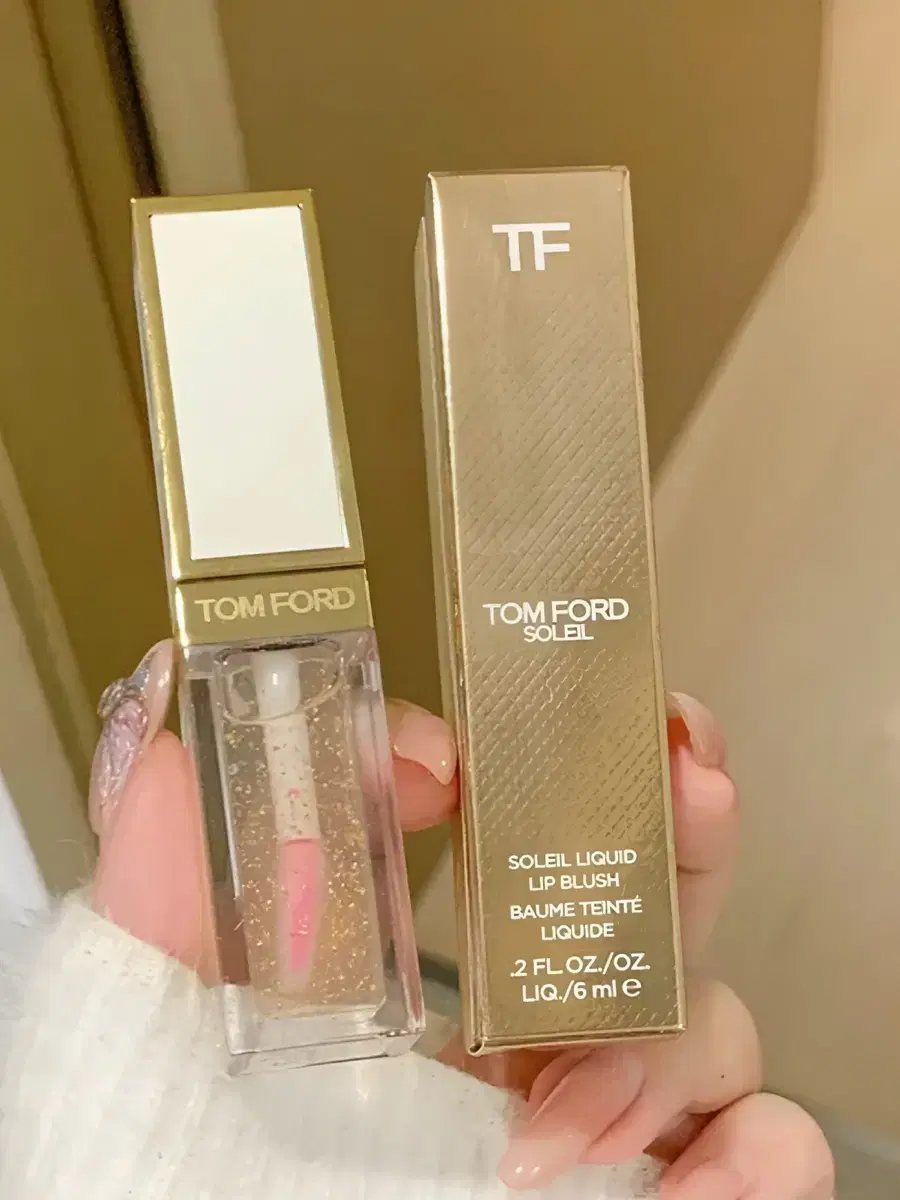 TOM FORD
TF
TOM FORD
SOLEIL
SOLEIL LIQUID
LIP BLUSH
BAUME TEINTÉ
LIQUIDE
.2 FL. OZ./OZ.
LIQ./6 ml ℮